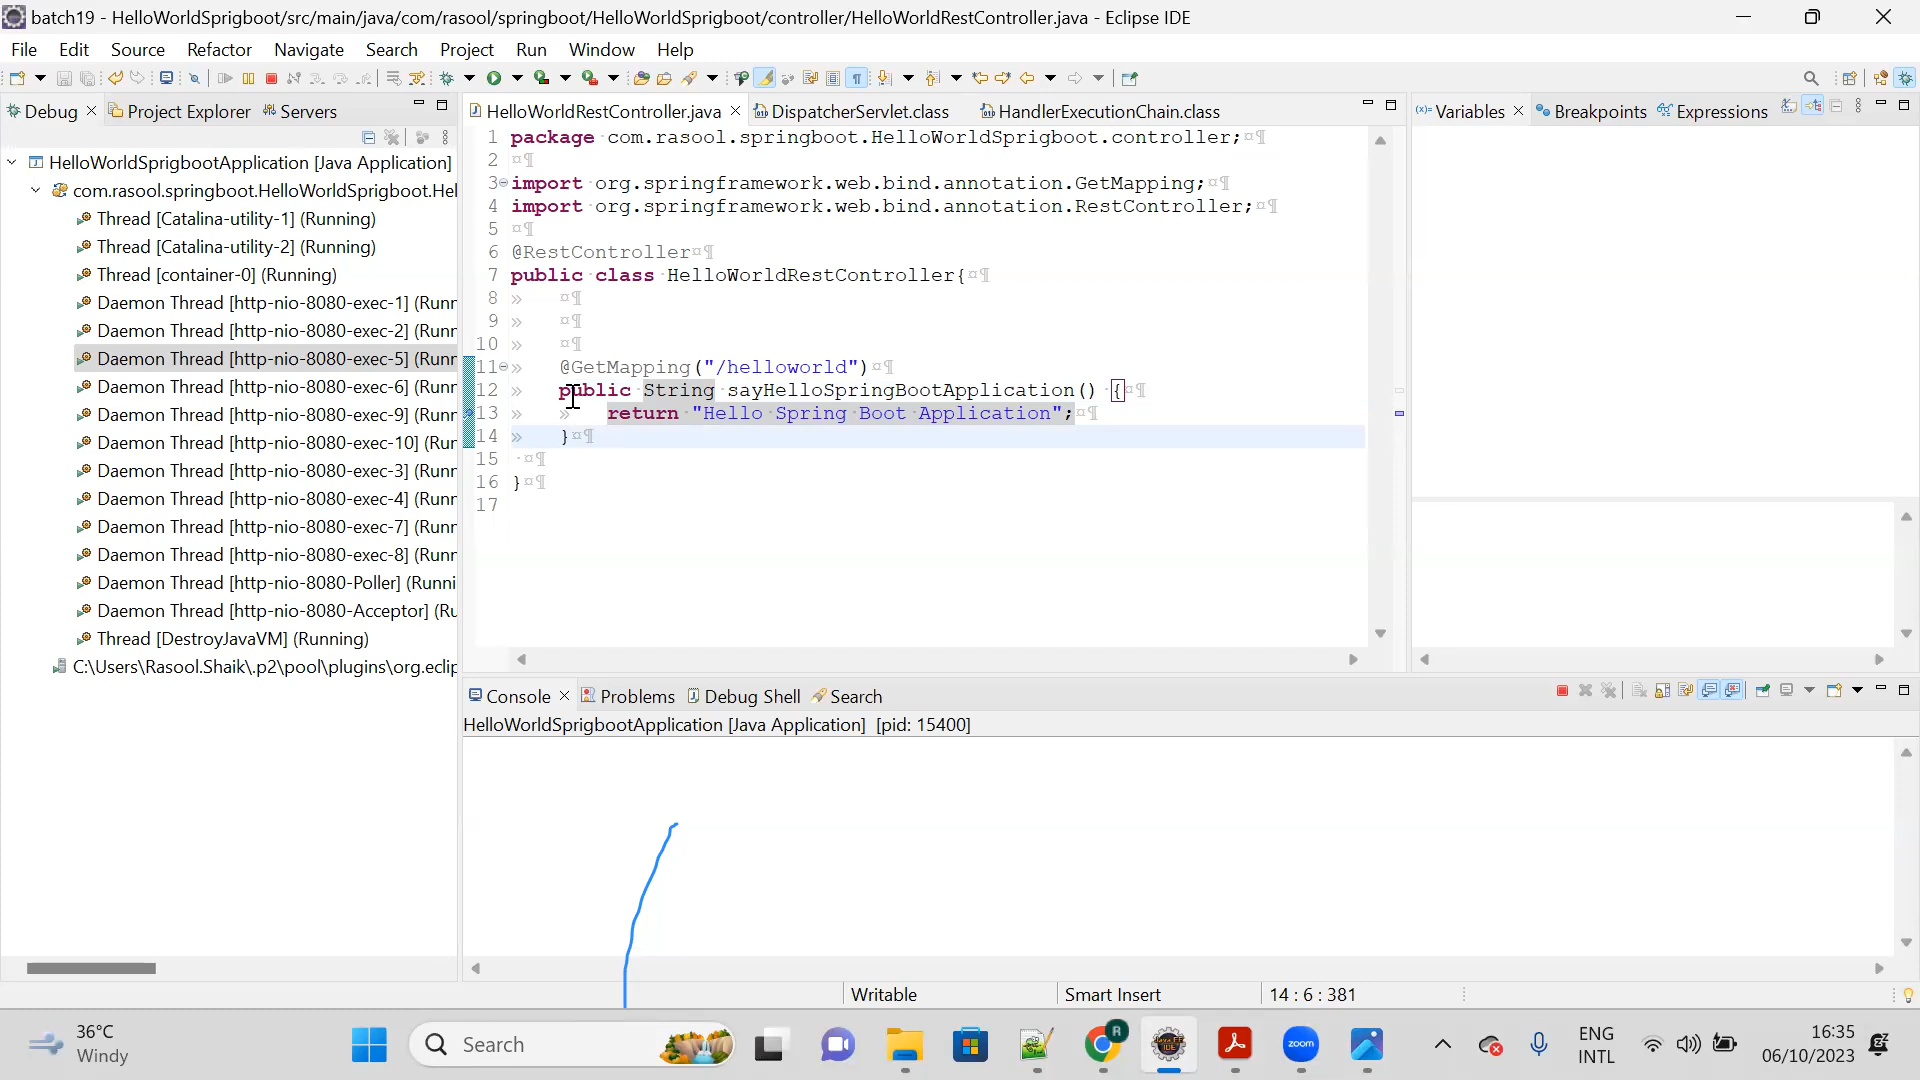 batch19 - HelloWorldSprigboot/src/main/java/com/rasool/springboot/HelloWorldSprigboot/controller/HelloWorldRestController.java - Eclipse IDE
File Edit Source Refactor Navigate Search Project Run Window Help
Debug Project Explorer Servers
HelloWorldSprigbootApplication [Java Application]
com.rasool.springboot.HelloWorldSprigboot.Hel
Thread [Catalina-utility-1] (Running)
Thread [Catalina-utility-2] (Running)
Thread [container-0] (Running)
Daemon Thread [http-nio-8080-exec-1] (Runn
Daemon Thread [http-nio-8080-exec-2] (Runn
Daemon Thread [http-nio-8080-exec-5] (Runn
Daemon Thread [http-nio-8080-exec-6] (Runn
Daemon Thread [http-nio-8080-exec-9] (Runn
Daemon Thread [http-nio-8080-exec-10] (Run
Daemon Thread [http-nio-8080-exec-3] (Runn
Daemon Thread [http-nio-8080-exec-4] (Runn
Daemon Thread [http-nio-8080-exec-7] (Runn
Daemon Thread [http-nio-8080-exec-8] (Runn
Daemon Thread [http-nio-8080-Poller] (Runni
Daemon Thread [http-nio-8080-Acceptor] (Ru
Thread [DestroyJavaVM] (Running)
C:\Users\Rasool.Shaik\.p2\pool\plugins\org.eclip
HelloWorldRestController.java DispatcherServlet.class HandlerExecutionChain.class
1 package com.rasool.springboot.HelloWorldSprigboot.controller;
2
3 import org.springframework.web.bind.annotation.GetMapping;
4 import org.springframework.web.bind.annotation.RestController;
5
6 @RestController
7 public class HelloWorldRestController{
8
9
10
11 @GetMapping("/helloworld")
12 public String sayHelloSpringBootApplication() {
13 return "Hello Spring Boot Application";
14 }
15
16 }
17
Variables Breakpoints Expressions
Console Problems Debug Shell Search
HelloWorldSprigbootApplication [Java Application] [pid: 15400]
Writable Smart Insert 14 : 6 : 381
36°C
Windy
Search
zoom
ENG
INTL
16:35
06/10/2023